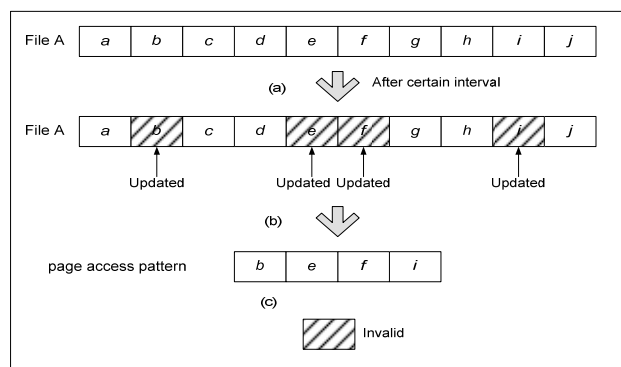 File A a b c d e f g h i j
(a) After certain interval
File A a b c d e f g h i j
Updated Updated Updated Updated
(b)
page access pattern b e f i
(c)
Invalid